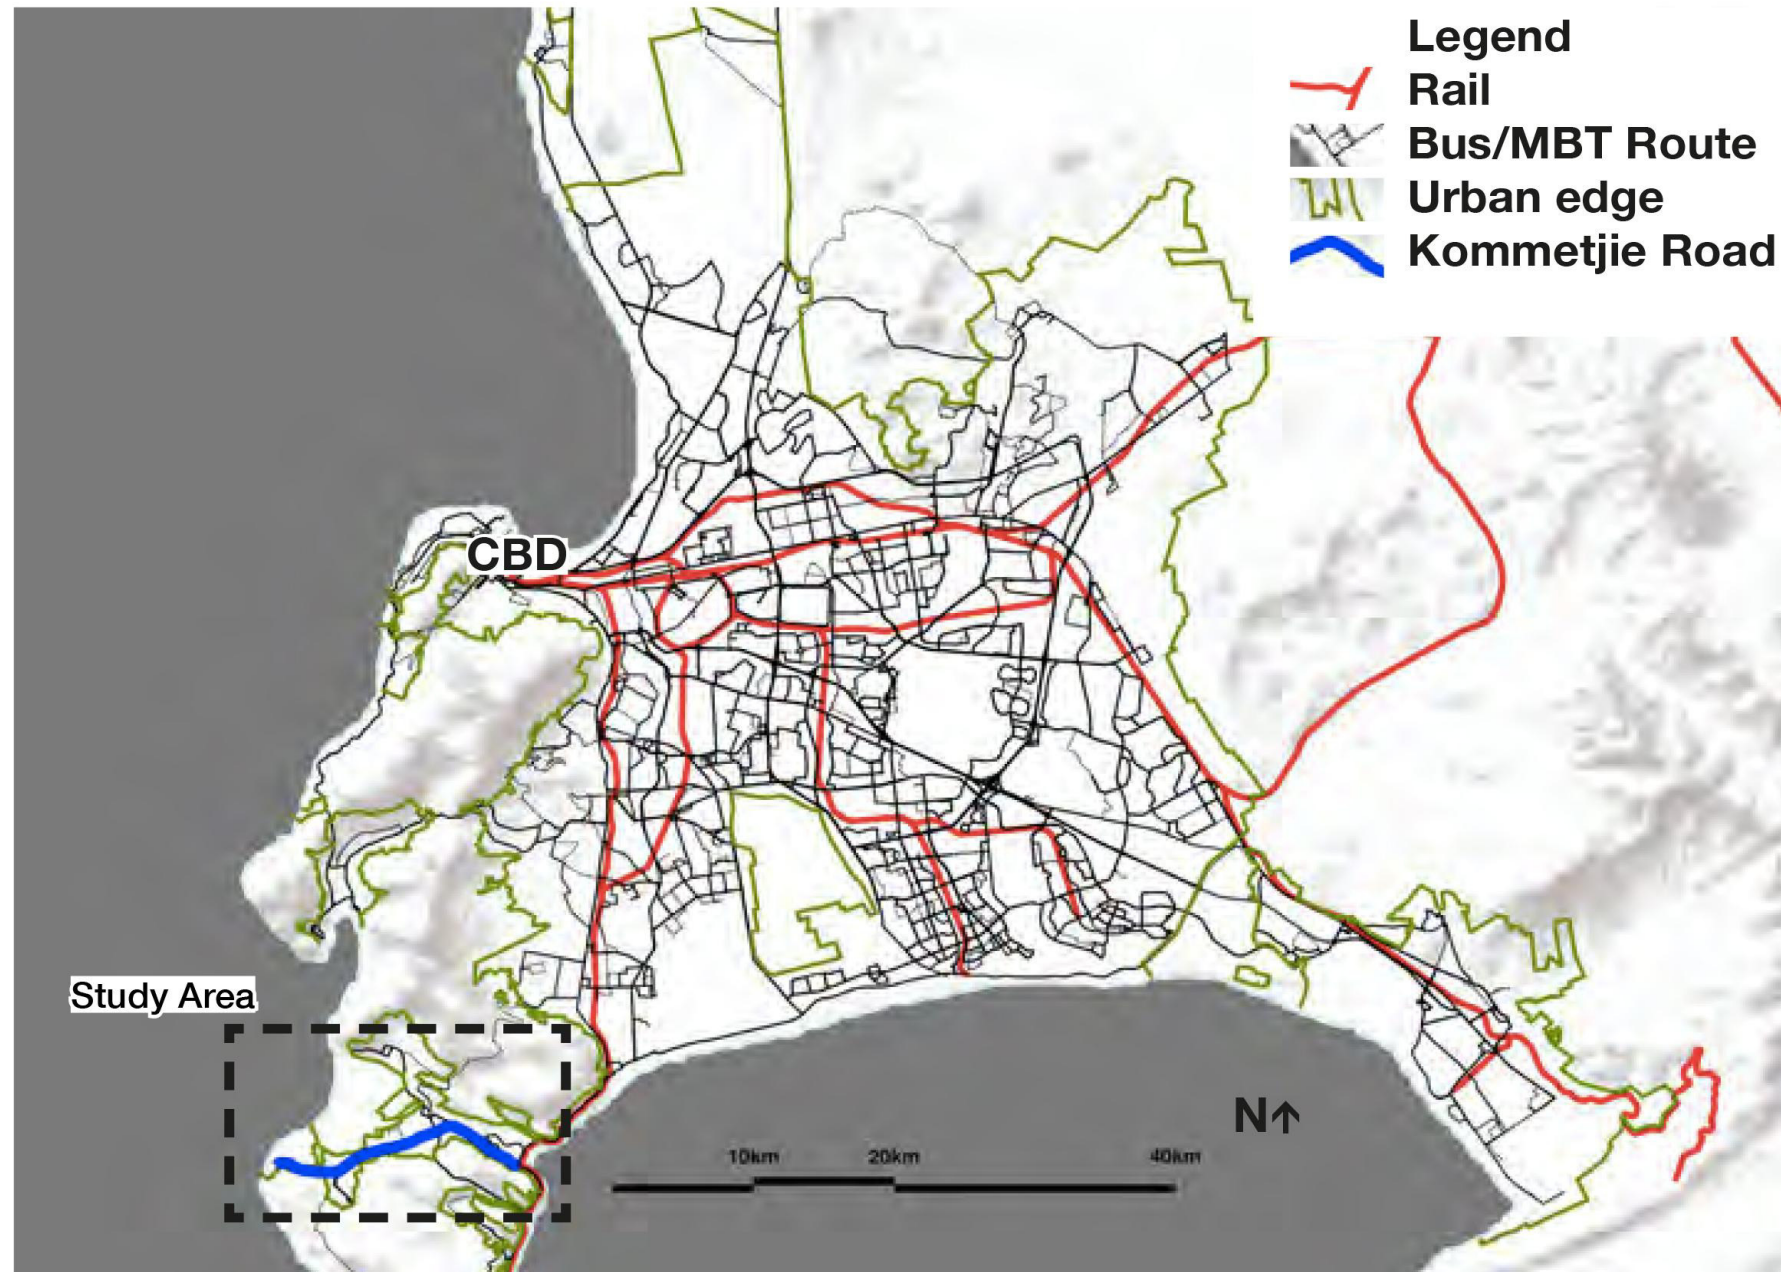 Legend
Rail
Bus/MBT Route
Urban edge
Kommetjie Road
CBD
Study Area
N↑
10km 20km 40km